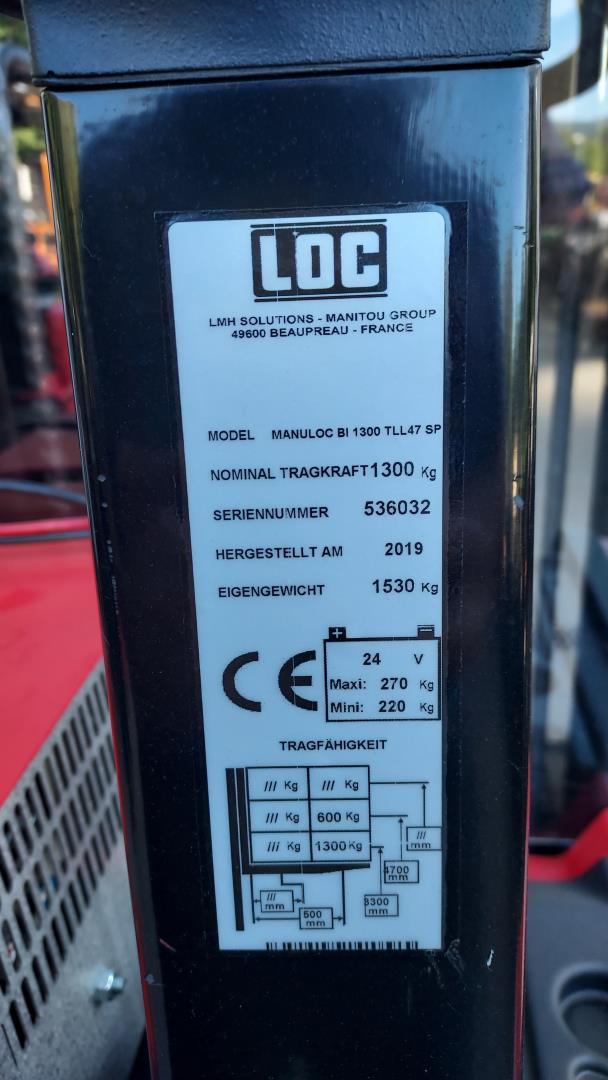 LOC
LMH SOLUTIONS - MANITOU GROUP
49600 BEAUPREAU - FRANCE
MODEL MANULOC BI 1300 TLL47 SP
NOMINAL TRAGKRAFT 1300 Kg
SERIENNUMMER 536032
HERGESTELLT AM 2019
EIGENGEWICHT 1530 Kg
CE
+ -
24 V
Maxi: 270 Kg
Mini: 220 Kg
TRAGFÄHIGKEIT
/// Kg /// Kg
/// Kg 600 Kg
/// Kg 1300 Kg
/// mm
4700 mm
3300 mm
/// mm
500 mm